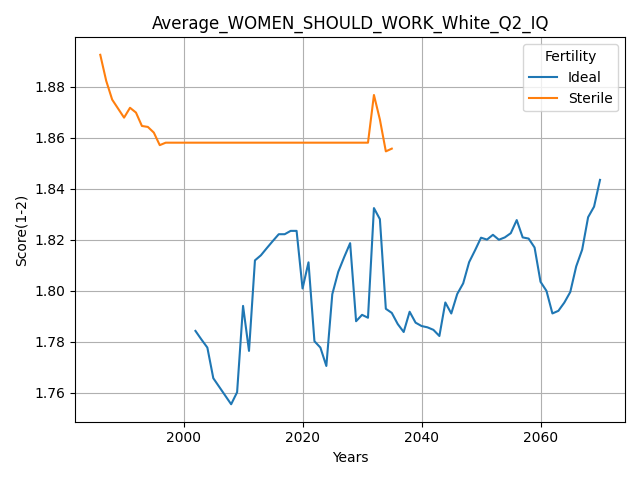 Average_WOMEN_SHOULD_WORK_White_Q2_IQ
Fertility
Ideal
Sterile
Score(1-2)
1.88
1.86
1.84
1.82
1.80
1.78
1.76
2000 2020 2040 2060
Years